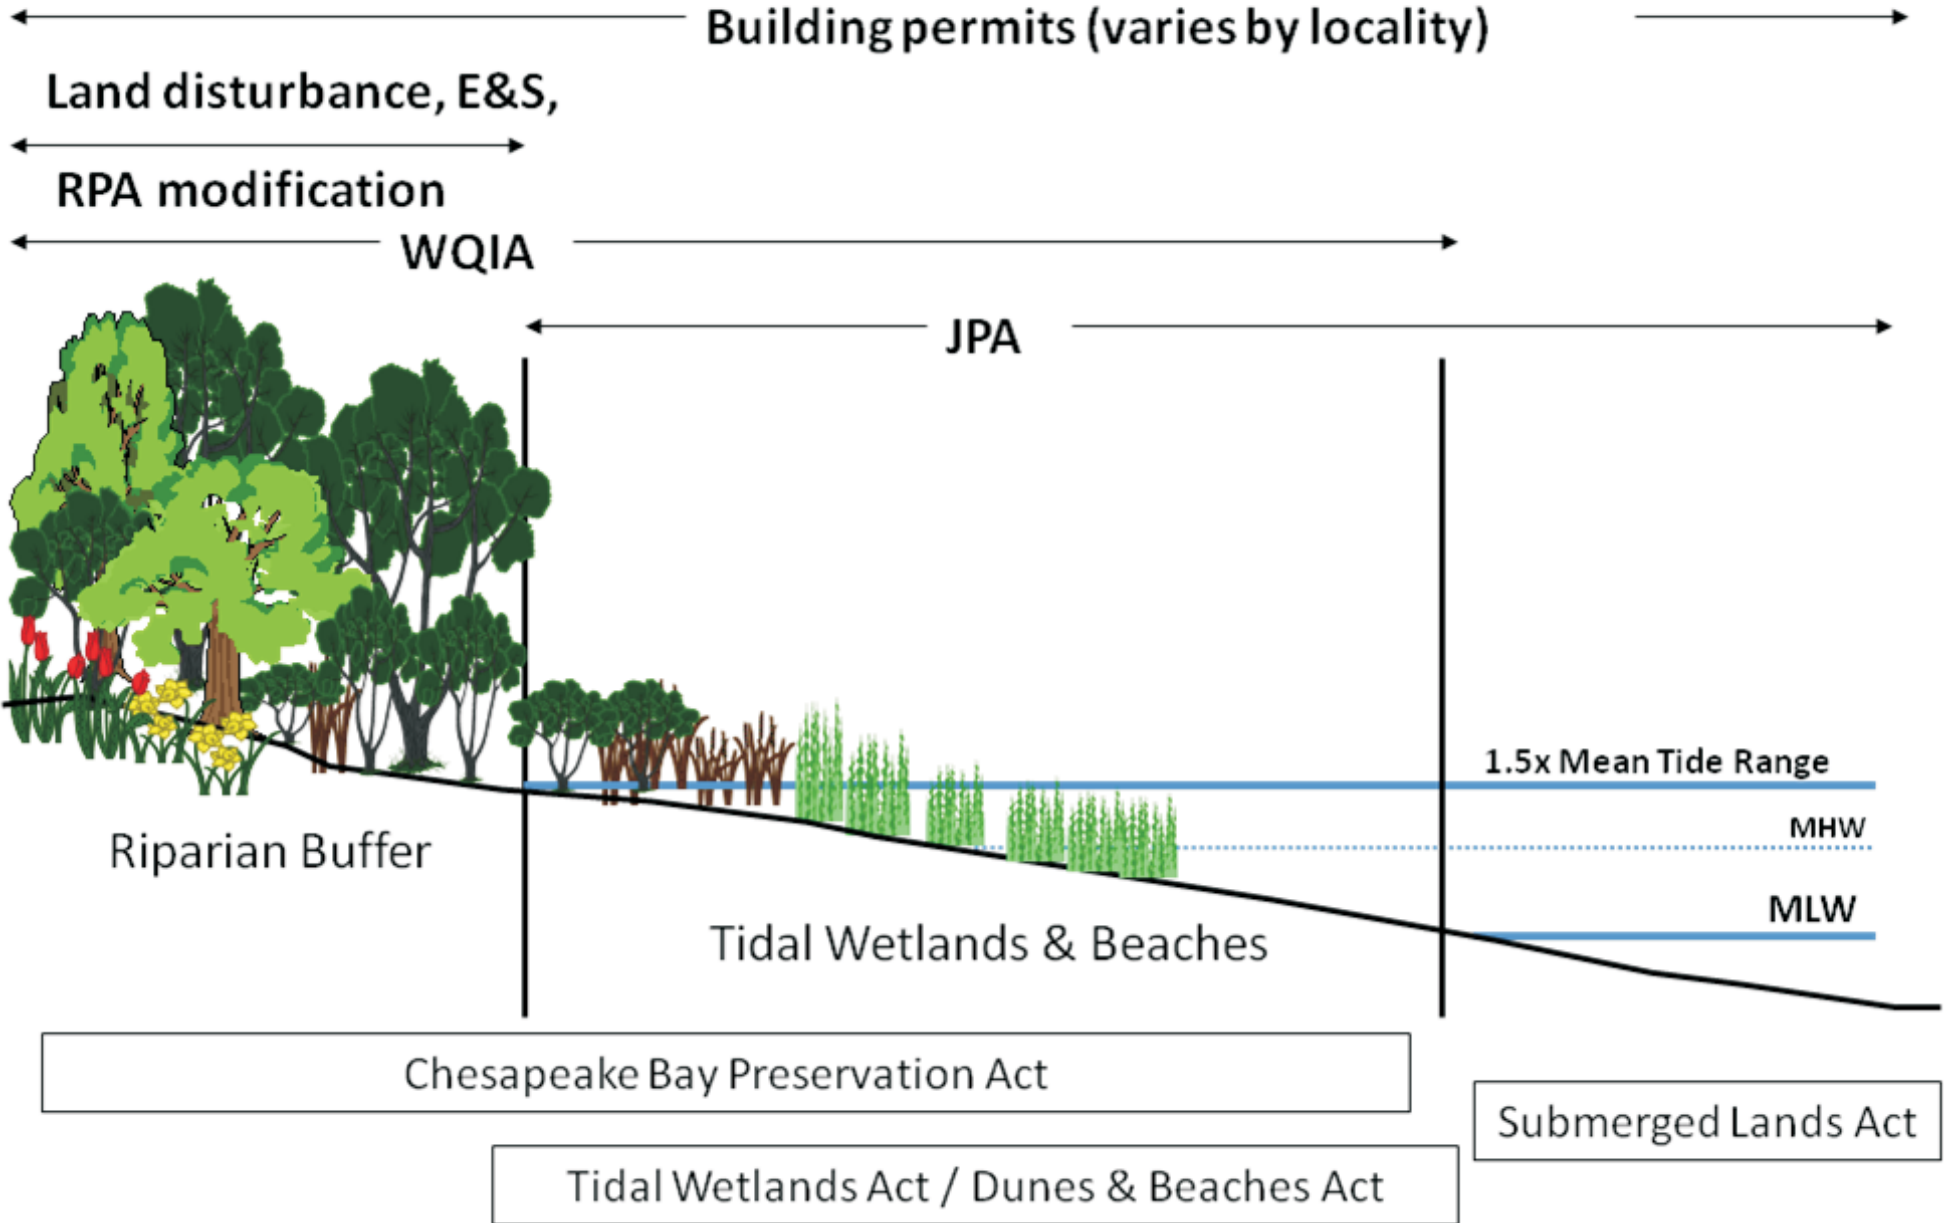 Building permits (varies by locality)
Land disturbance, E&S,
RPA modification
WQIA
JPA
1.5x Mean Tide Range
MHW
Riparian Buffer
MLW
Tidal Wetlands & Beaches
Chesapeake Bay Preservation Act
Submerged Lands Act
Tidal Wetlands Act / Dunes & Beaches Act